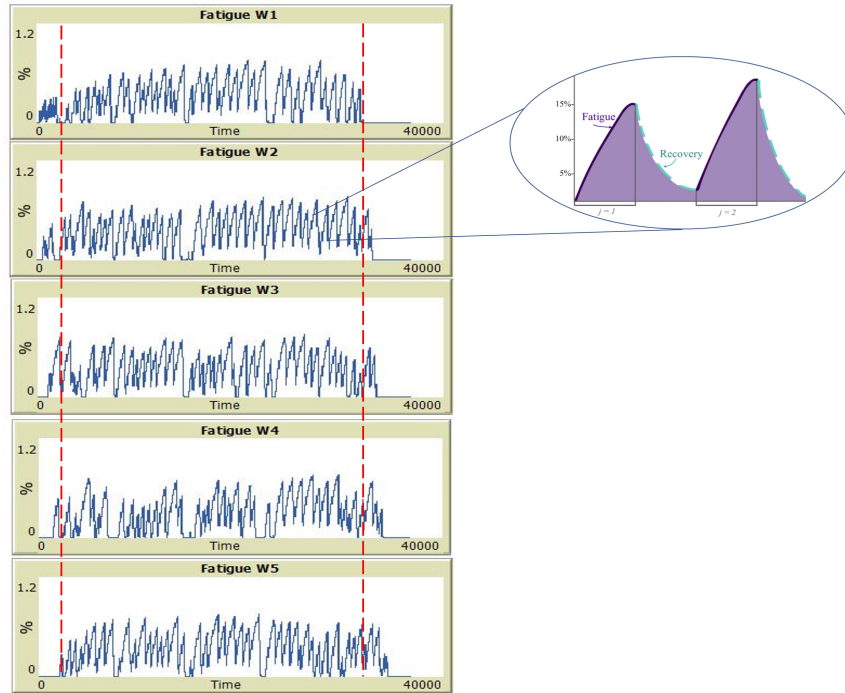 Fatigue W1
1.2
%
0
0 Time 40000
Fatigue W2
1.2
%
0
0 Time 40000
Fatigue W3
1.2
%
0
0 Time 40000
Fatigue W4
1.2
%
0
0 Time 40000
Fatigue W5
1.2
%
0
0 Time 40000
15%
Fatigue
10%
Recovery
5%
j = 1 j = 2